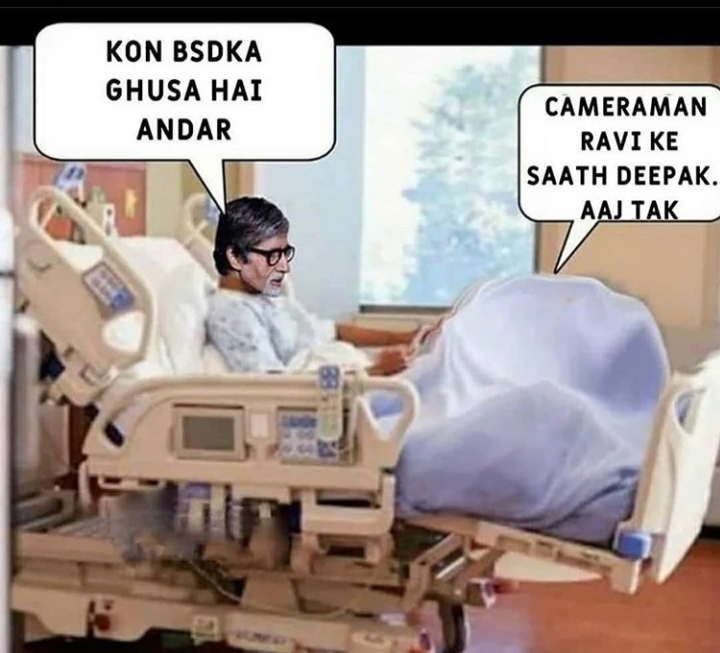 KON BSDKA
GHUSA HAI
ANDAR
CAMERAMAN
RAVI KE
SAATH DEEPAK.
AAJ TAK